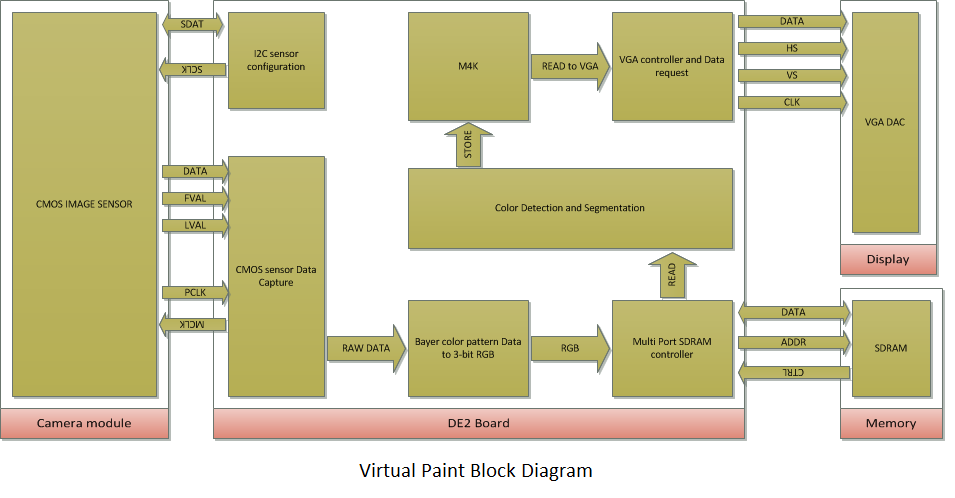 SDAT
SCLK
I2C sensor
configuration
M4K
READ to VGA
VGA controller and Data
request
DATA
HS
VS
CLK
VGA DAC
Display
CMOS IMAGE SENSOR
DATA
FVAL
LVAL
PCLK
MCLK
CMOS sensor Data
Capture
STORE
Color Detection and Segmentation
READ
RAW DATA
Bayer color pattern Data
to 3-bit RGB
RGB
Multi Port SDRAM
controller
DATA
ADDR
CTRL
SDRAM
Camera module
DE2 Board
Memory
Virtual Paint Block Diagram